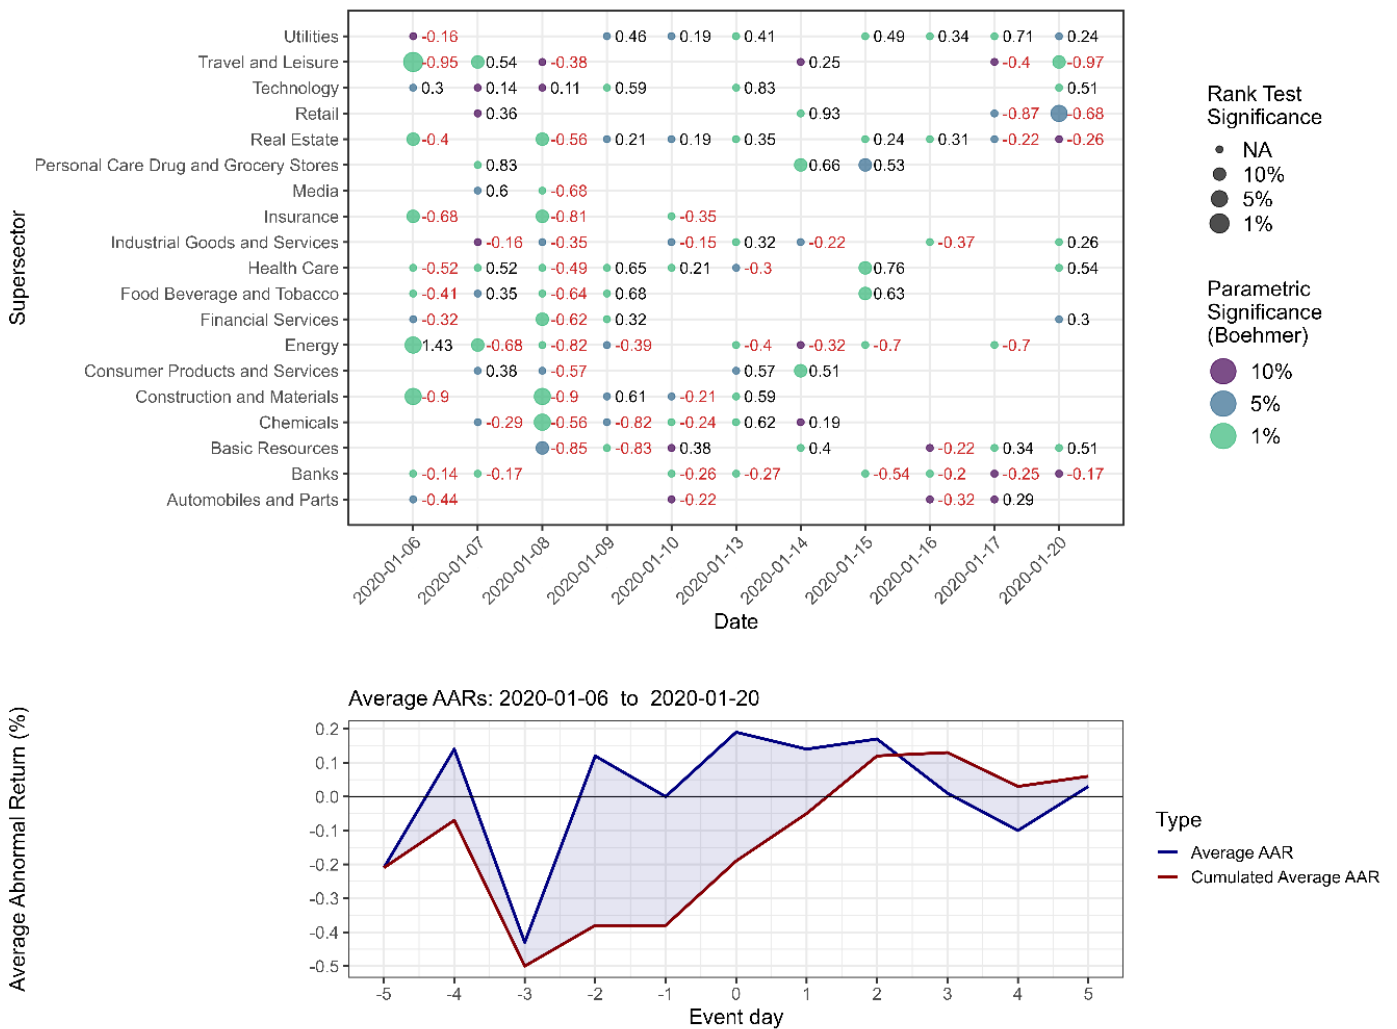 Supersector
Utilities -0.16 0.46 0.19 0.41 0.49 0.34 0.71 0.24
Travel and Leisure -0.95 0.54 -0.38 0.25 -0.4 -0.97
Technology 0.3 0.14 0.11 0.59 0.83 0.51
Retail 0.36 0.93 -0.87 -0.68
Real Estate -0.4 -0.56 0.21 0.19 0.35 0.24 0.31 -0.22 -0.26
Personal Care Drug and Grocery Stores 0.83 0.66 0.53
Media 0.6 -0.68
Insurance -0.68 -0.81 -0.35
Industrial Goods and Services -0.16 -0.35 -0.15 0.32 -0.22 -0.37 0.26
Health Care -0.52 0.52 -0.49 0.65 0.21 -0.3 0.76 0.54
Food Beverage and Tobacco -0.41 0.35 -0.64 0.68 0.63
Financial Services -0.32 -0.62 0.32 0.3
Energy 1.43 -0.68 -0.82 -0.39 -0.4 -0.32 -0.7 -0.7
Consumer Products and Services 0.38 -0.57 0.57 0.51
Construction and Materials -0.9 -0.9 0.61 -0.21 0.59
Chemicals -0.29 -0.56 -0.82 -0.24 0.62 0.19
Basic Resources -0.85 -0.83 0.38 0.4 -0.22 0.34 0.51
Banks -0.14 -0.17 -0.26 -0.27 -0.54 -0.2 -0.25 -0.17
Automobiles and Parts -0.44 -0.22 -0.32 0.29
2020-01-06 2020-01-07 2020-01-08 2020-01-09 2020-01-10 2020-01-13 2020-01-14 2020-01-15 2020-01-16 2020-01-17 2020-01-20
Date
Rank Test
Significance
NA
10%
5%
1%
Parametric
Significance
(Boehmer)
10%
5%
1%
Average AARs: 2020-01-06 to 2020-01-20
Average Abnormal Return (%)
0.2
0.1
0.0
-0.1
-0.2
-0.3
-0.4
-0.5
-5 -4 -3 -2 -1 0 1 2 3 4 5
Event day
Type
Average AAR
Cumulated Average AAR